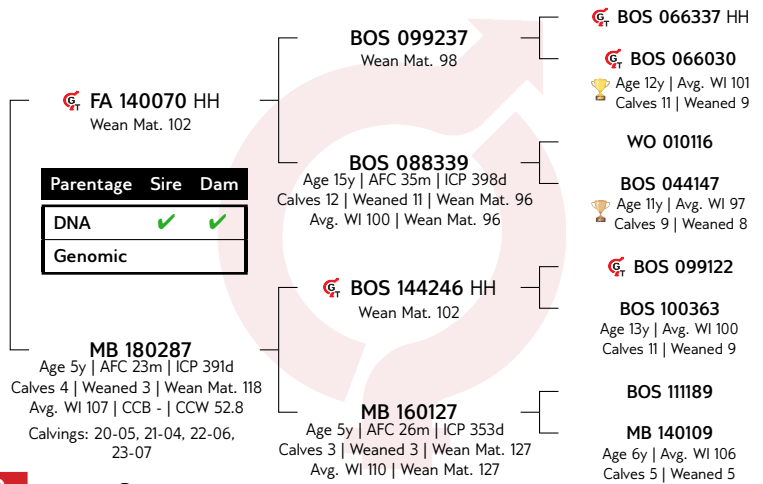 BOS 066337 HH
BOS 099237
Wean Mat. 98
BOS 066030
Age 12y | Avg. WI 101
Calves 11 | Weaned 9
FA 140070 HH
Wean Mat. 102
WO 010116
BOS 088339
Age 15y | AFC 35m | ICP 398d
Calves 12 | Weaned 11 | Wean Mat. 96
Avg. WI 100 | Wean Mat. 96
BOS 044147
Age 11y | Avg. WI 97
Calves 9 | Weaned 8
Parentage Sire Dam
DNA ✔ ✔
Genomic
BOS 099122
BOS 144246 HH
Wean Mat. 102
BOS 100363
Age 13y | Avg. WI 100
Calves 11 | Weaned 9
MB 180287
Age 5y | AFC 23m | ICP 391d
Calves 4 | Weaned 3 | Wean Mat. 118
Avg. WI 107 | CCB - | CCW 52.8
Calvings: 20-05, 21-04, 22-06,
23-07
BOS 111189
MB 160127
Age 5y | AFC 26m | ICP 353d
Calves 3 | Weaned 3 | Wean Mat. 127
Avg. WI 110 | Wean Mat. 127
MB 140109
Age 6y | Avg. WI 106
Calves 5 | Weaned 5